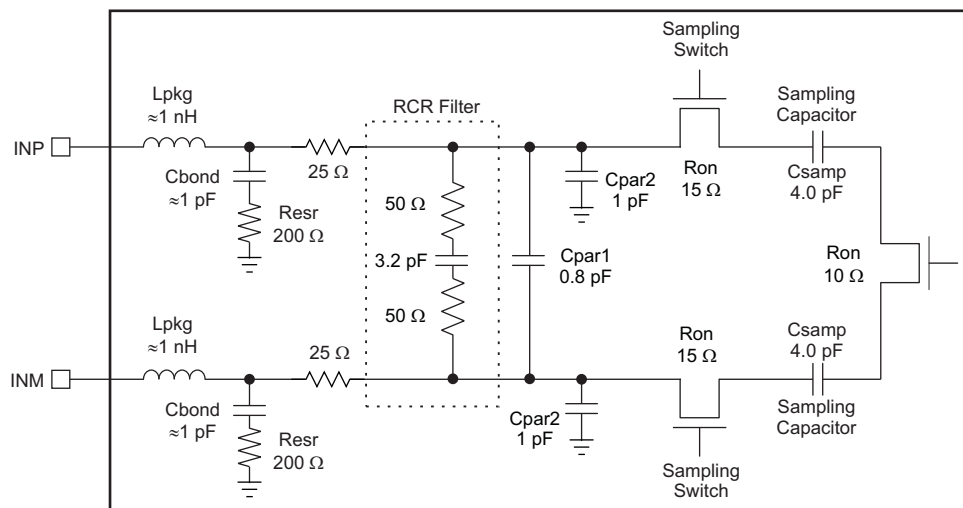 Sampling
Switch
Lpkg
≈1 nH
RCR Filter
Sampling
Capacitor
INP
25 Ω
Cbond
≈1 pF
Resr
200 Ω
50 Ω
3.2 pF
50 Ω
Cpar2
1 pF
Ron
15 Ω
Csamp
4.0 pF
Cpar1
0.8 pF
Ron
10 Ω
Lpkg
≈1 nH
25 Ω
Ron
15 Ω
Csamp
4.0 pF
INM
Cbond
≈1 pF
Resr
200 Ω
Cpar2
1 pF
Sampling
Capacitor
Sampling
Switch